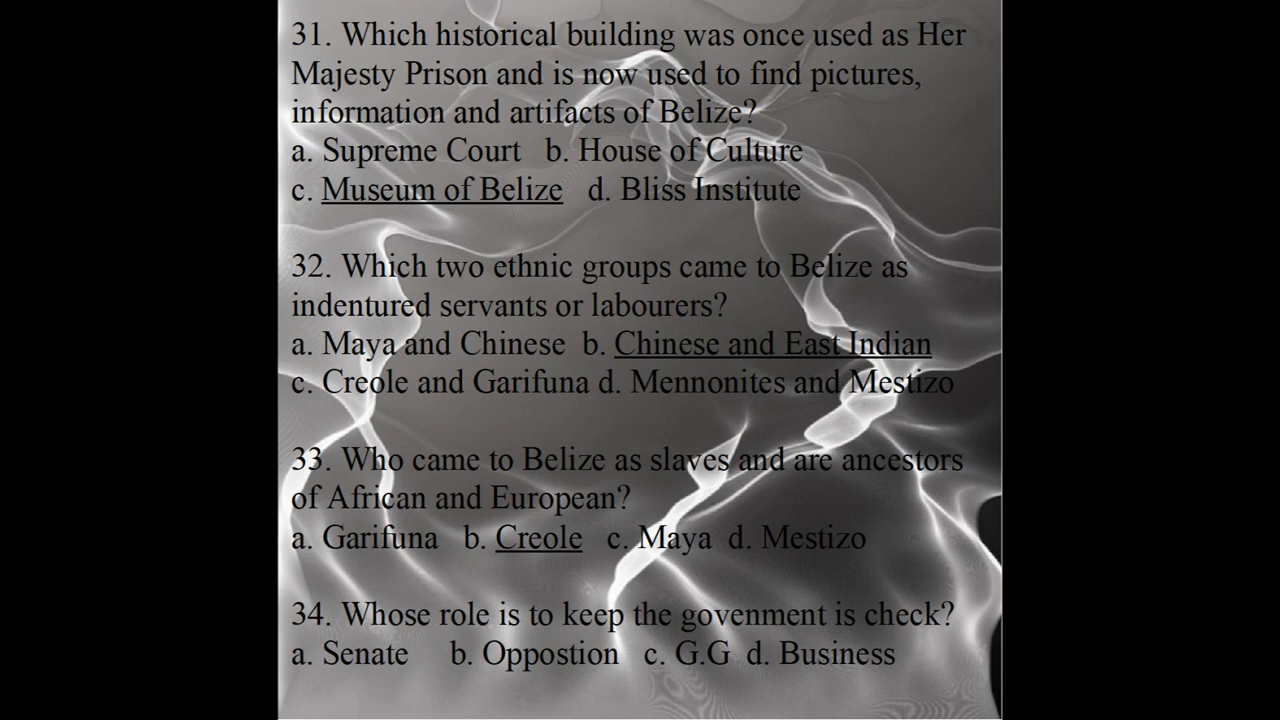 31. Which historical building was once used as Her
Majesty Prison and is now used to find pictures,
information and artifacts of Belize?
a. Supreme Court b. House of Culture
c. Museum of Belize d. Bliss Institute
32. Which two ethnic groups came to Belize as
indentured servants or labourers?
a. Maya and Chinese b. Chinese and East Indian
c. Creole and Garifuna d. Mennonites and Mestizo
33. Who came to Belize as slaves and are ancestors
of African and European?
a. Garifuna b. Creole c. Maya d. Mestizo
34. Whose role is to keep the govenment is check?
a. Senate b. Oppostion c. G.G d. Business